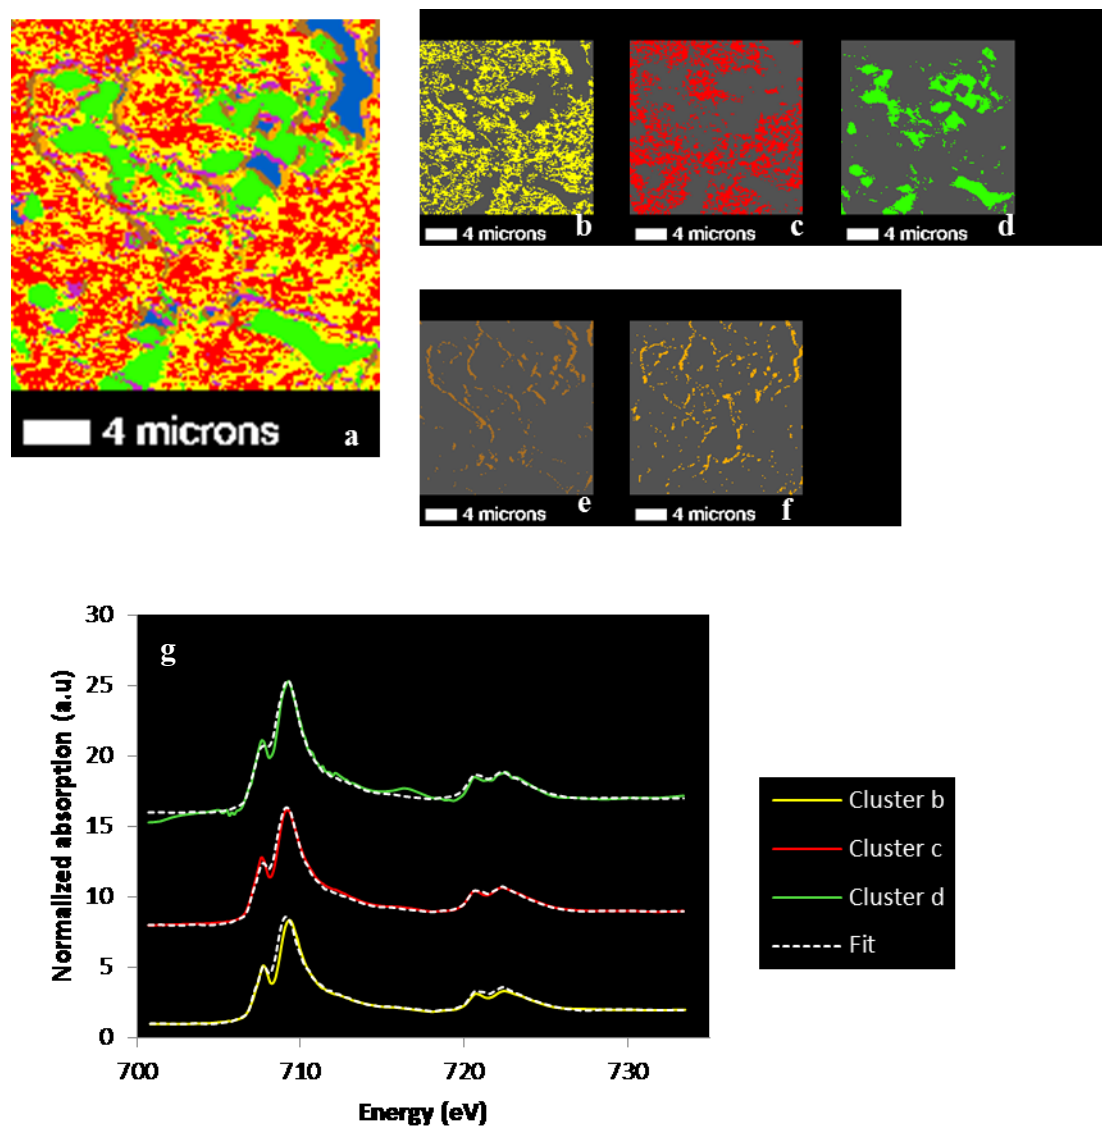 4 microns
a
b
c
d
4 microns
4 microns
4 microns
e
f
4 microns
4 microns
g
Normalized absorption (a.u)
30
25
20
15
10
5
0
700
710
720
730
Energy (eV)
Cluster b
Cluster c
Cluster d
Fit